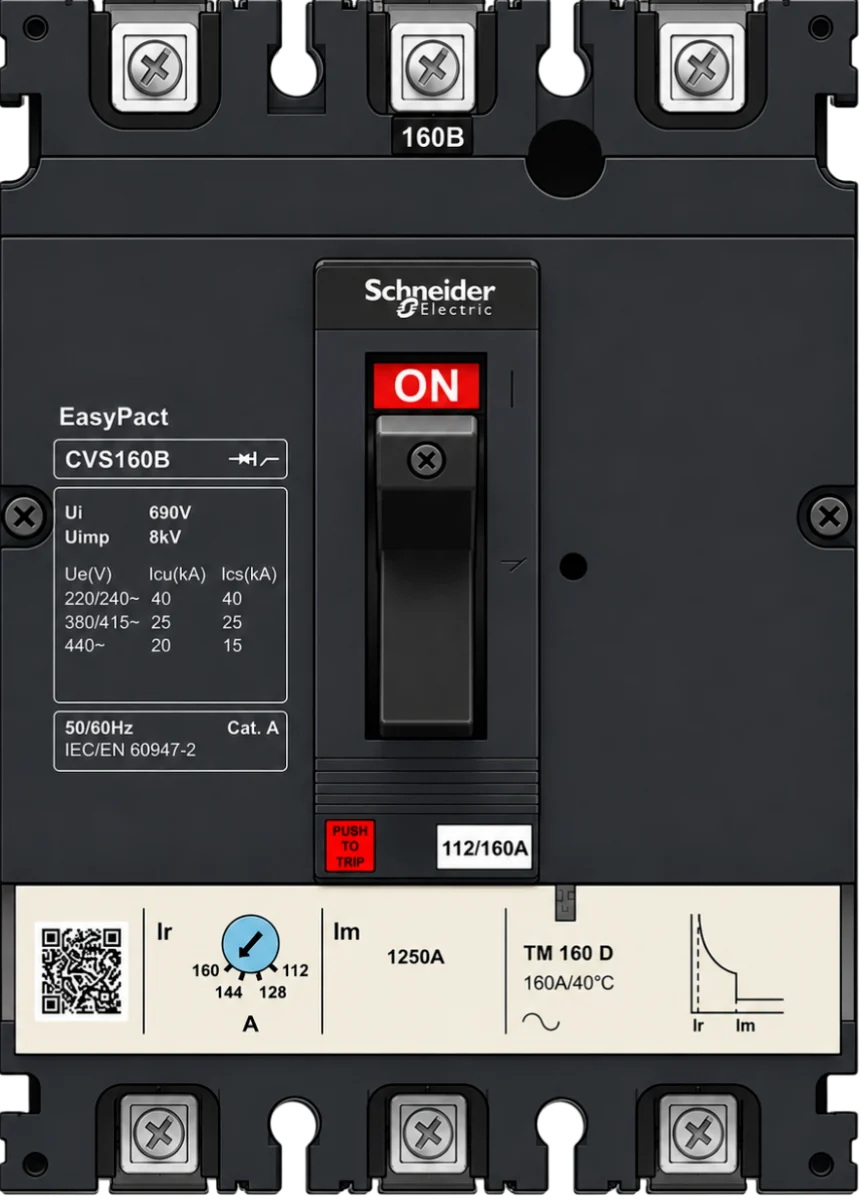 160B
Schneider
Electric
ON
EasyPact
CVS160B
Ui 690V
Uimp 8kV
Ue(V) Icu(kA) Ics(kA)
220/240~ 40 40
380/415~ 25 25
440~ 20 15
50/60Hz Cat. A
IEC/EN 60947-2
PUSH
TO
TRIP
112/160A
Ir
160 112
144 128
A
Im
1250A
TM 160 D
160A/40°C
Ir Im